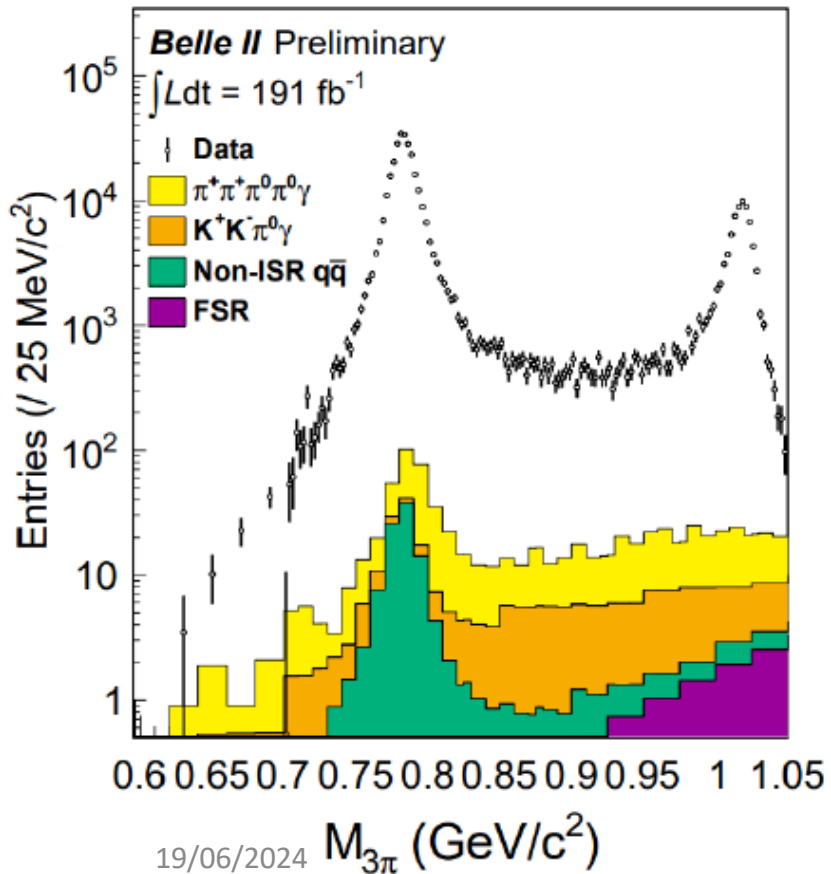 Belle II Preliminary
∫Ldt = 191 fb⁻¹
Data
π⁺π⁺π⁰π⁰γ
K⁺K⁻π⁰γ
Non-ISR qq̄
FSR
Entries (/ 25 MeV/c²)
10⁵
10⁴
10³
10²
10
1
0.6 0.65 0.7 0.75 0.8 0.85 0.9 0.95 1 1.05
M₃π (GeV/c²)
19/06/2024